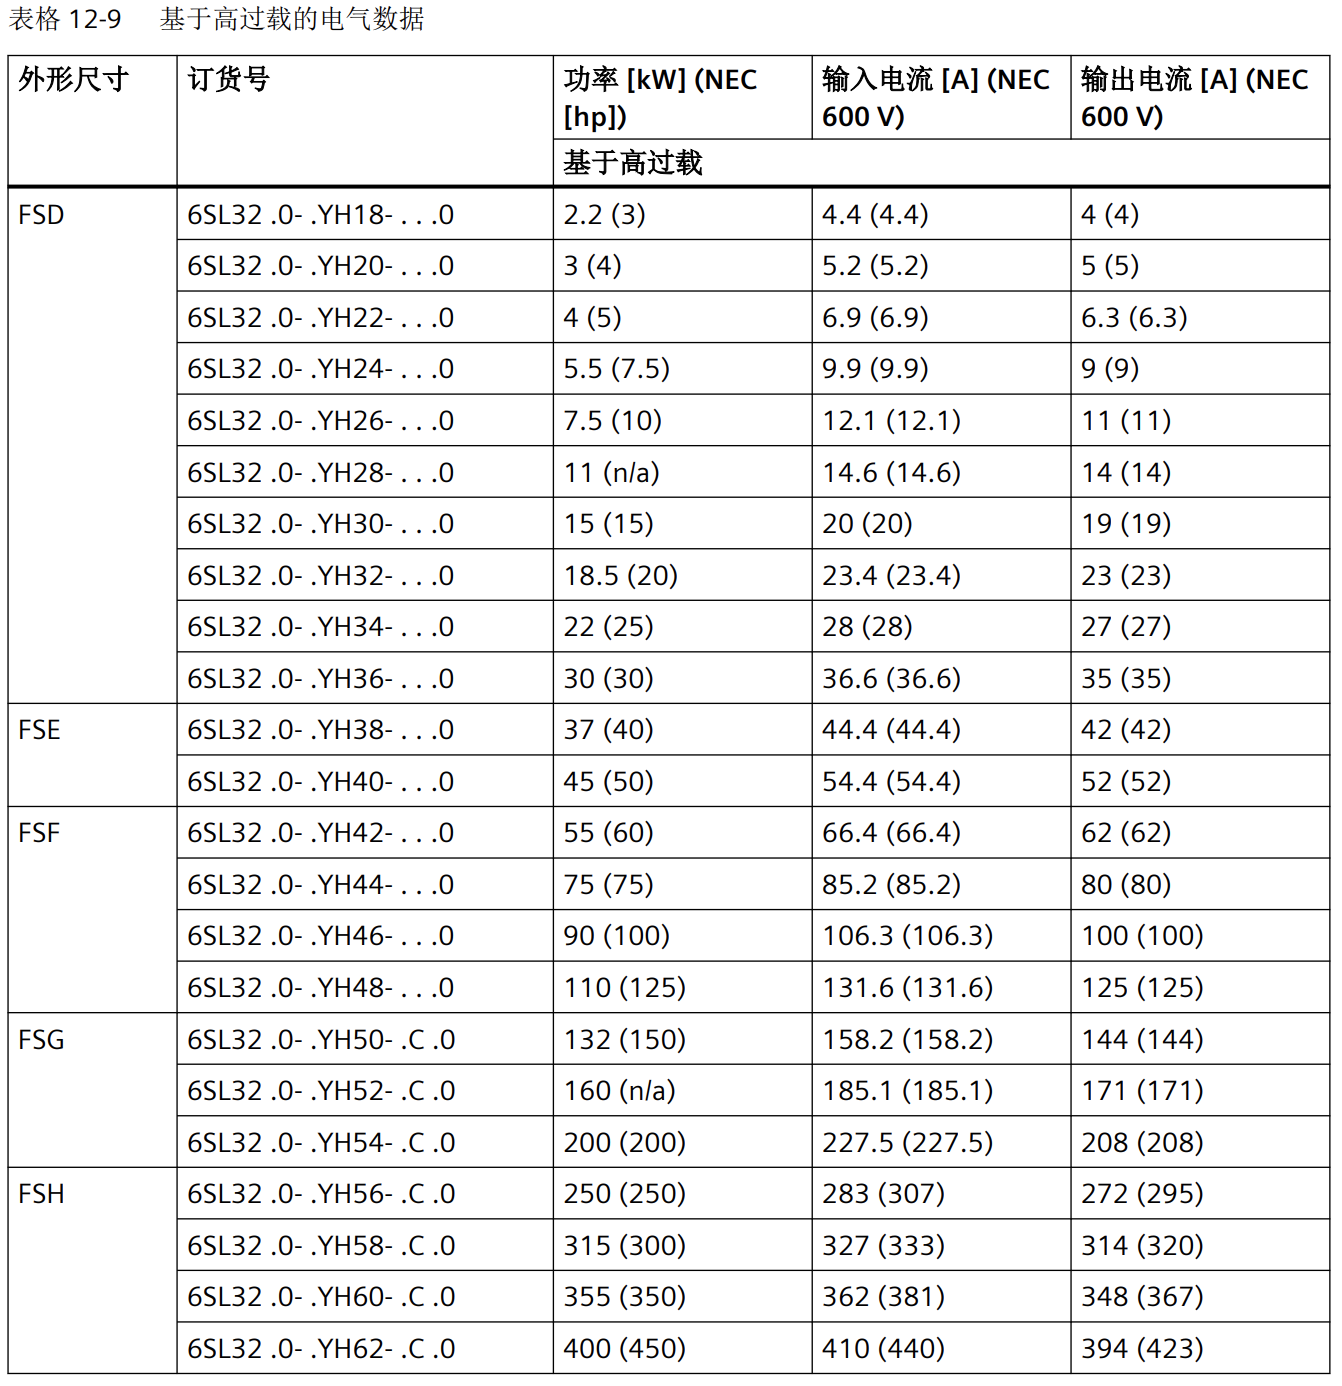 表格 12-9 基于高过载的电气数据
外形尺寸 订货号 功率 [kW] (NEC [hp]) 输入电流 [A] (NEC 600 V) 输出电流 [A] (NEC 600 V)
基于高过载
FSD 6SL32 .0- .YH18- . . .0 2.2 (3) 4.4 (4.4) 4 (4)
6SL32 .0- .YH20- . . .0 3 (4) 5.2 (5.2) 5 (5)
6SL32 .0- .YH22- . . .0 4 (5) 6.9 (6.9) 6.3 (6.3)
6SL32 .0- .YH24- . . .0 5.5 (7.5) 9.9 (9.9) 9 (9)
6SL32 .0- .YH26- . . .0 7.5 (10) 12.1 (12.1) 11 (11)
6SL32 .0- .YH28- . . .0 11 (n/a) 14.6 (14.6) 14 (14)
6SL32 .0- .YH30- . . .0 15 (15) 20 (20) 19 (19)
6SL32 .0- .YH32- . . .0 18.5 (20) 23.4 (23.4) 23 (23)
6SL32 .0- .YH34- . . .0 22 (25) 28 (28) 27 (27)
6SL32 .0- .YH36- . . .0 30 (30) 36.6 (36.6) 35 (35)
FSE 6SL32 .0- .YH38- . . .0 37 (40) 44.4 (44.4) 42 (42)
6SL32 .0- .YH40- . . .0 45 (50) 54.4 (54.4) 52 (52)
FSF 6SL32 .0- .YH42- . . .0 55 (60) 66.4 (66.4) 62 (62)
6SL32 .0- .YH44- . . .0 75 (75) 85.2 (85.2) 80 (80)
6SL32 .0- .YH46- . . .0 90 (100) 106.3 (106.3) 100 (100)
6SL32 .0- .YH48- . . .0 110 (125) 131.6 (131.6) 125 (125)
FSG 6SL32 .0- .YH50- .C .0 132 (150) 158.2 (158.2) 144 (144)
6SL32 .0- .YH52- .C .0 160 (n/a) 185.1 (185.1) 171 (171)
6SL32 .0- .YH54- .C .0 200 (200) 227.5 (227.5) 208 (208)
FSH 6SL32 .0- .YH56- .C .0 250 (250) 283 (307) 272 (295)
6SL32 .0- .YH58- .C .0 315 (300) 327 (333) 314 (320)
6SL32 .0- .YH60- .C .0 355 (350) 362 (381) 348 (367)
6SL32 .0- .YH62- .C .0 400 (450) 410 (440) 394 (423)